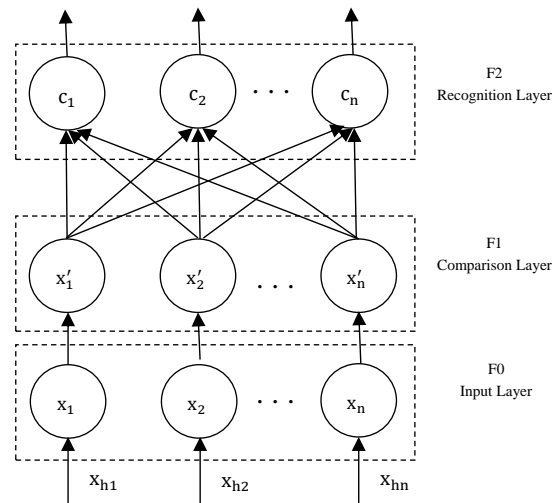 c₁ c₂ · · · cₙ
F2
Recognition Layer
x′₁ x′₂ . . . x′ₙ
F1
Comparison Layer
x₁ x₂ · · · xₙ
F0
Input Layer
xₕ₁ xₕ₂ xₕₙ